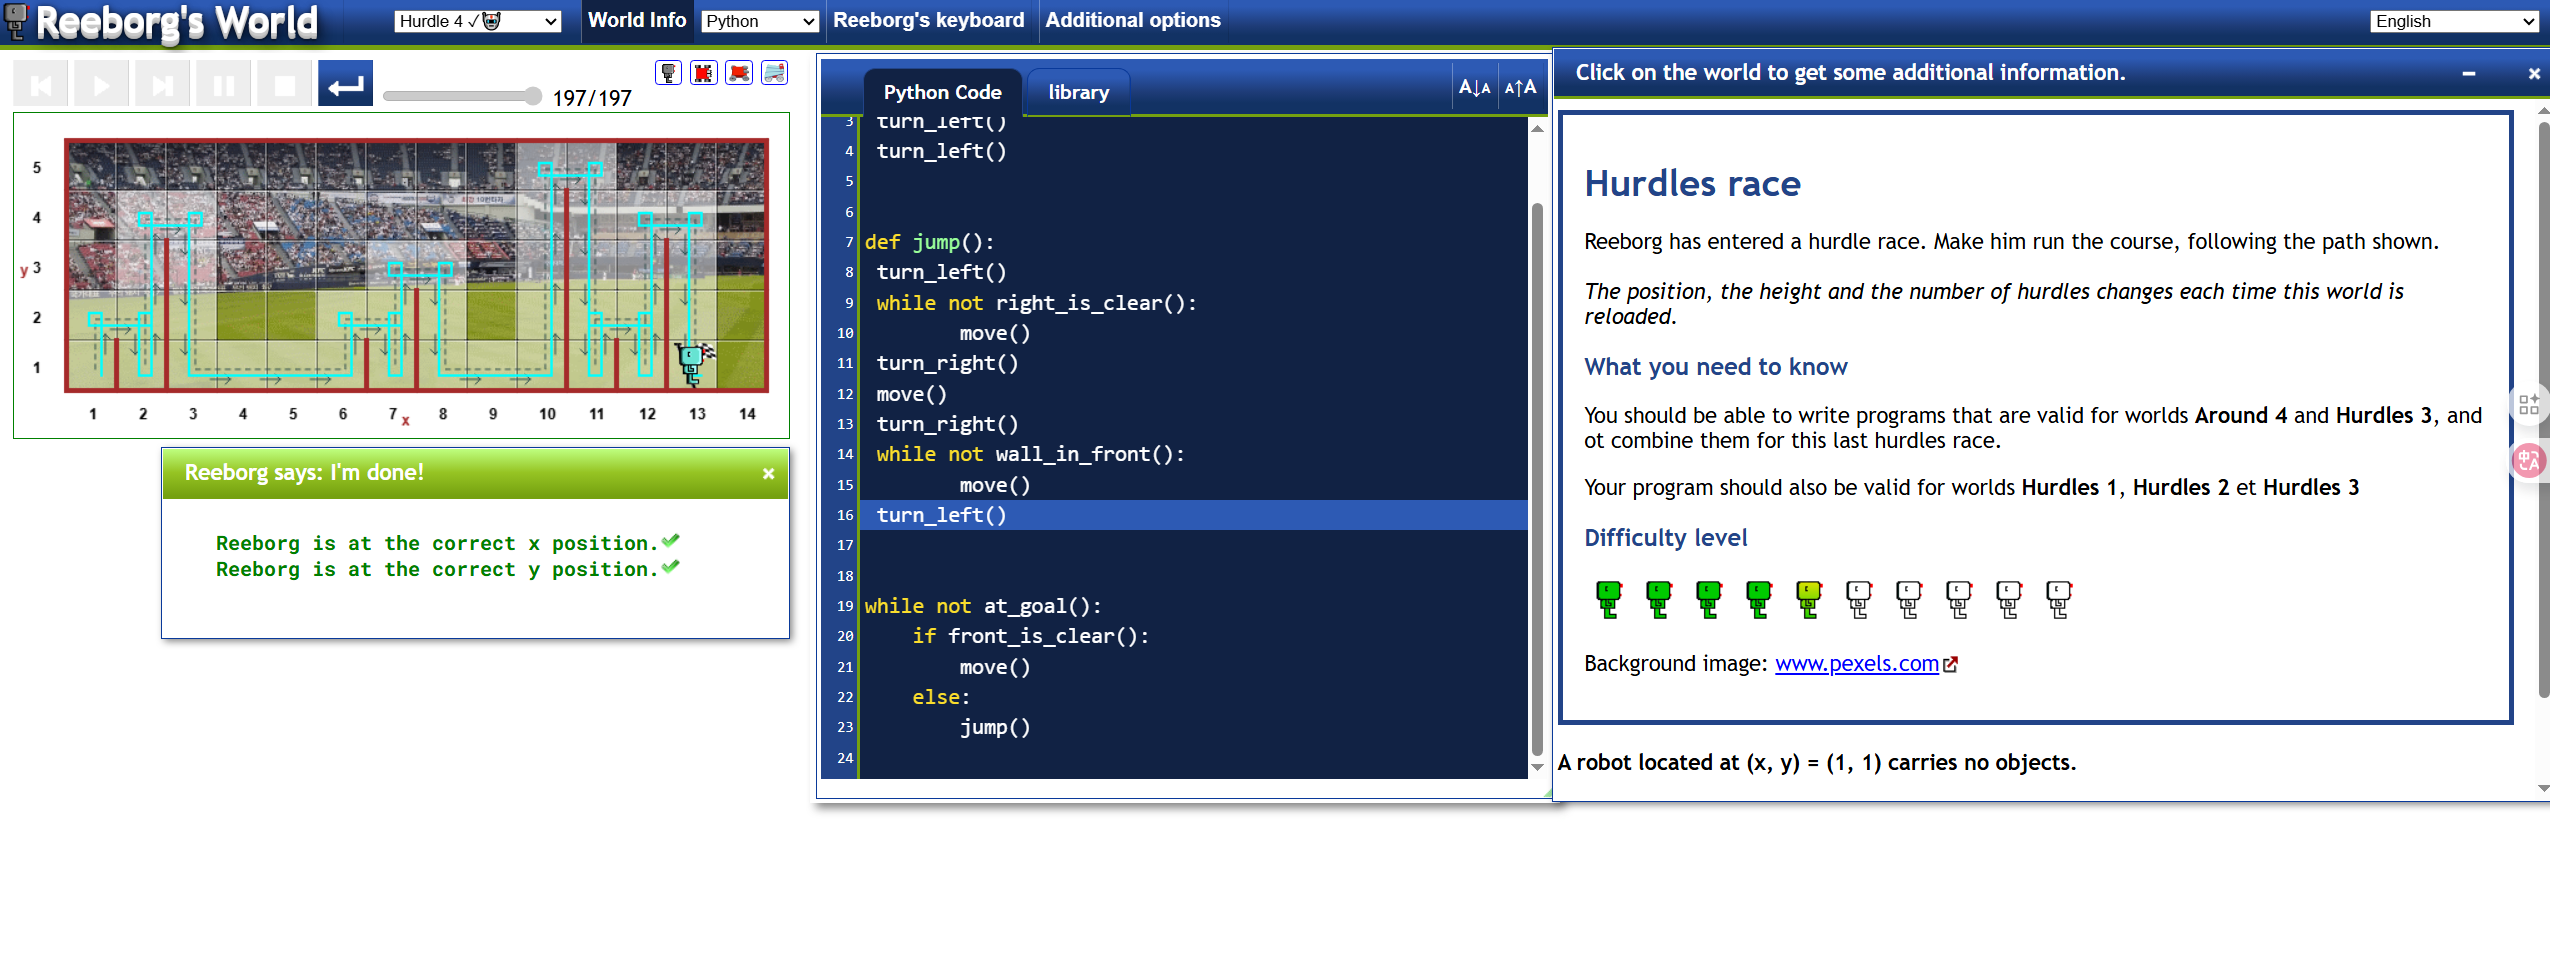 Reeborg's World
Hurdle 4 ✓
World Info
Python
Reeborg's keyboard
Additional options
English
197/197
5
4
y 3
2
1
1 2 3 4 5 6 7 x 8 9 10 11 12 13 14
Reeborg says: I'm done!
×
Reeborg is at the correct x position.
Reeborg is at the correct y position.
Python Code
library
A↓A
A↑A
3 turn_left()
4 turn_left()
5
6
7 def jump():
8 turn_left()
9 while not right_is_clear():
10 move()
11 turn_right()
12 move()
13 turn_right()
14 while not wall_in_front():
15 move()
16 turn_left()
17
18
19 while not at_goal():
20 if front_is_clear():
21 move()
22 else:
23 jump()
24
Click on the world to get some additional information.
×
Hurdles race
Reeborg has entered a hurdle race. Make him run the course, following the path shown.
The position, the height and the number of hurdles changes each time this world is
reloaded.
What you need to know
You should be able to write programs that are valid for worlds Around 4 and Hurdles 3, and
ot combine them for this last hurdles race.
Your program should also be valid for worlds Hurdles 1, Hurdles 2 et Hurdles 3
Difficulty level
Background image: www.pexels.com
A robot located at (x, y) = (1, 1) carries no objects.
中A